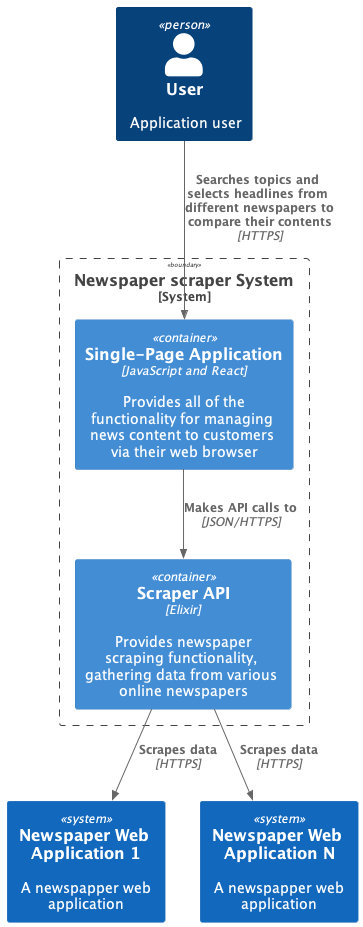 «person»
User
Application user
Searches topics and
selects headlines from
different newspapers to
compare their contents
[HTTPS]
«boundary»
Newspaper scraper System
[System]
«container»
Single-Page Application
[JavaScript and React]
Provides all of the
functionality for managing
news content to customers
via their web browser
Makes API calls to
[JSON/HTTPS]
«container»
Scraper API
[Elixir]
Provides newspaper
scraping functionality,
gathering data from various
online newspapers
Scrapes data
[HTTPS]
Scrapes data
[HTTPS]
«system»
Newspaper Web
Application 1
A newspapper web
application
«system»
Newspaper Web
Application N
A newspapper web
application